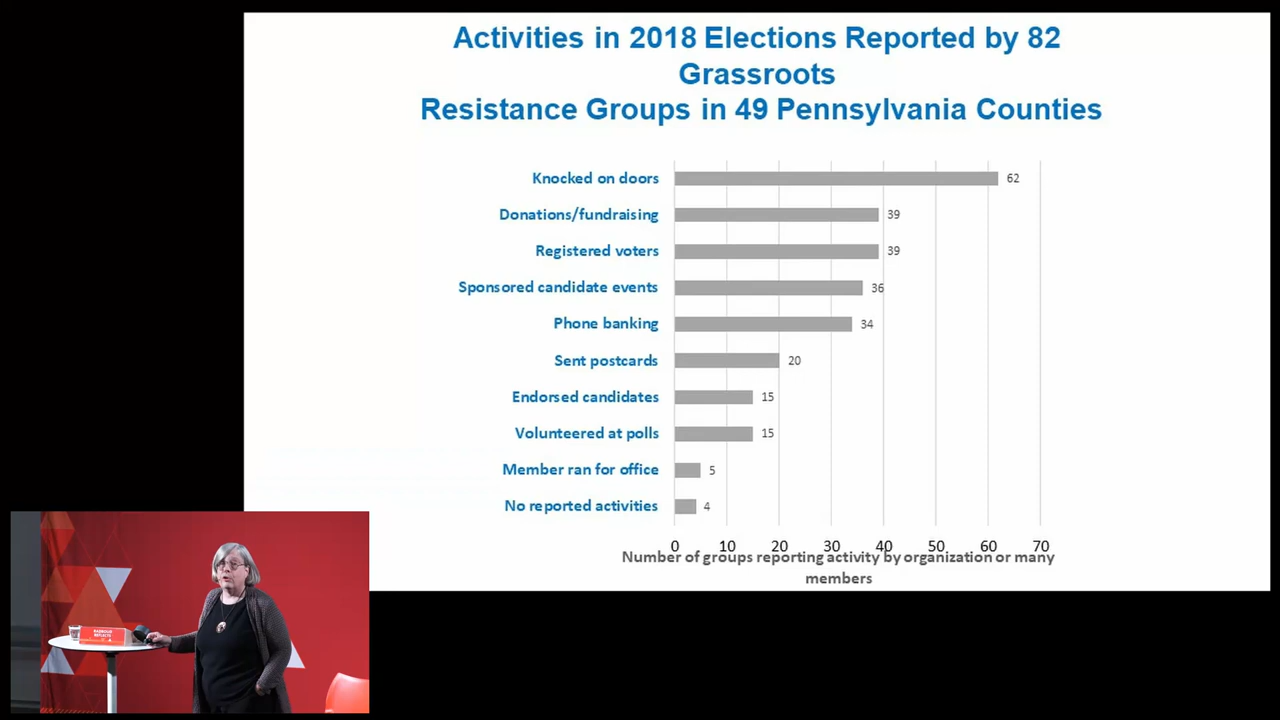 Activities in 2018 Elections Reported by 82
Grassroots
Resistance Groups in 49 Pennsylvania Counties
Knocked on doors 62
Donations/fundraising 39
Registered voters 39
Sponsored candidate events 36
Phone banking 34
Sent postcards 20
Endorsed candidates 15
Volunteered at polls 15
Member ran for office 5
No reported activities 4
0 10 20 30 40 50 60 70
Number of groups reporting activity by organization or many
members